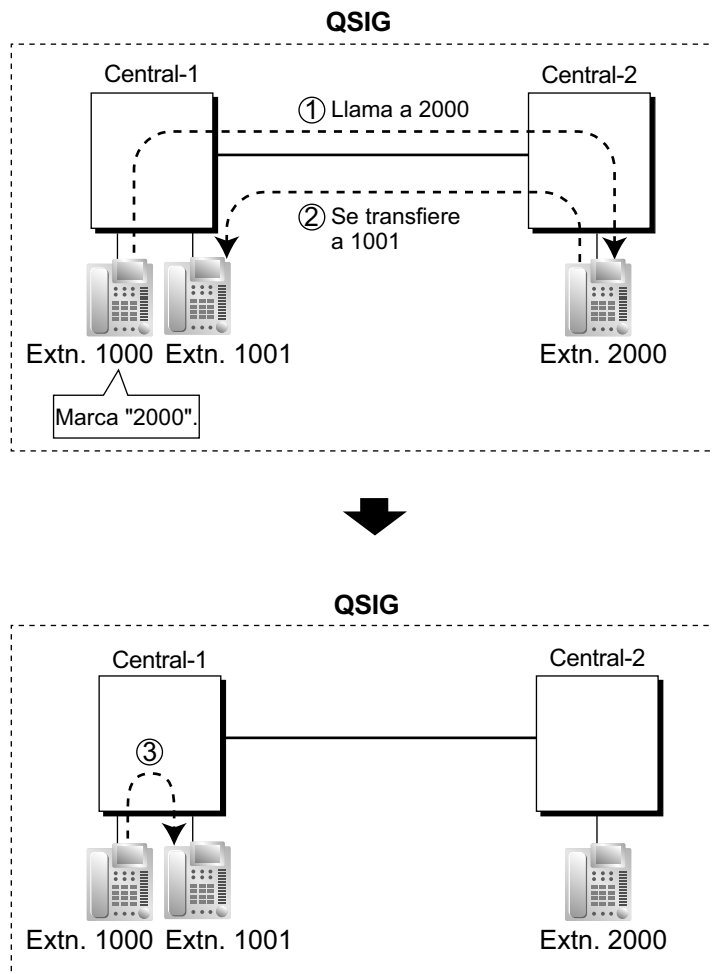 QSIG
Central-1
Central-2
① Llama a 2000
② Se transfiere
a 1001
Extn. 1000
Extn. 1001
Extn. 2000
Marca "2000".
QSIG
Central-1
Central-2
③
Extn. 1000
Extn. 1001
Extn. 2000